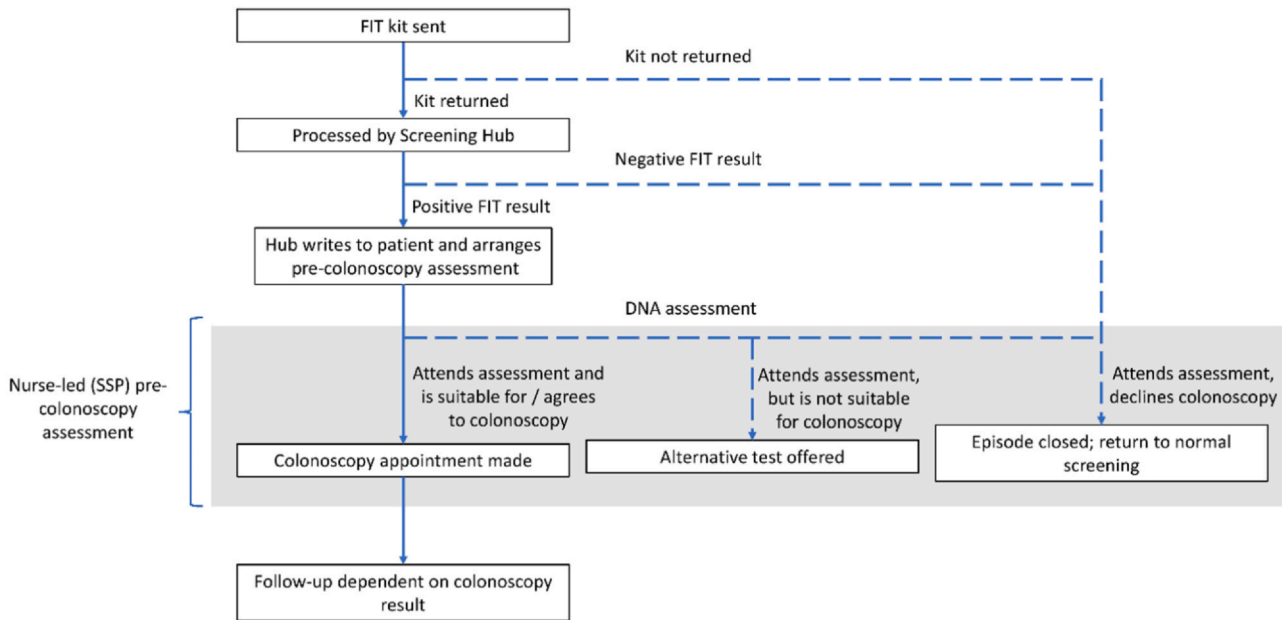 FIT kit sent
Kit not returned
Kit returned
Processed by Screening Hub
Negative FIT result
Positive FIT result
Hub writes to patient and arranges
pre-colonoscopy assessment
DNA assessment
Nurse-led (SSP) pre-
colonoscopy
assessment
Attends assessment and
is suitable for / agrees
to colonoscopy
Attends assessment,
but is not suitable
for colonoscopy
Attends assessment,
declines colonoscopy
Colonoscopy appointment made
Alternative test offered
Episode closed; return to normal
screening
Follow-up dependent on colonoscopy
result